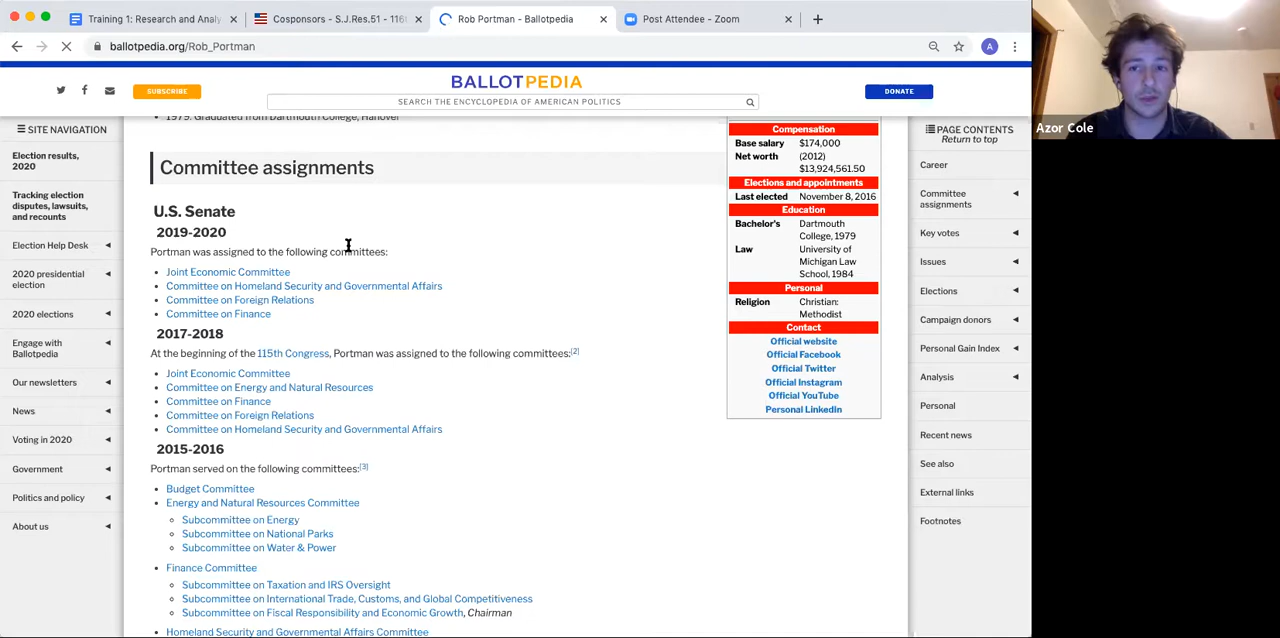 Training 1: Research and Analy
Cosponsors - S.J.Res.51 - 116t
Rob Portman - Ballotpedia
Post Attendee - Zoom
ballotpedia.org/Rob_Portman
A
BALLOTPEDIA
SUBSCRIBE
SEARCH THE ENCYCLOPEDIA OF AMERICAN POLITICS
DONATE
SITE NAVIGATION
Election results,
2020
Tracking election
disputes, lawsuits,
and recounts
Election Help Desk
2020 presidential
election
2020 elections
Engage with
Ballotpedia
Our newsletters
News
Voting in 2020
Government
Politics and policy
About us
1979: Graduated from Dartmouth College, Hanover
Committee assignments
U.S. Senate
2019-2020
Portman was assigned to the following committees:
Joint Economic Committee
Committee on Homeland Security and Governmental Affairs
Committee on Foreign Relations
Committee on Finance
2017-2018
At the beginning of the 115th Congress, Portman was assigned to the following committees:[2]
Joint Economic Committee
Committee on Energy and Natural Resources
Committee on Finance
Committee on Foreign Relations
Committee on Homeland Security and Governmental Affairs
2015-2016
Portman served on the following committees:[3]
Budget Committee
Energy and Natural Resources Committee
Subcommittee on Energy
Subcommittee on National Parks
Subcommittee on Water & Power
Finance Committee
Subcommittee on Taxation and IRS Oversight
Subcommittee on International Trade, Customs, and Global Competitiveness
Subcommittee on Fiscal Responsibility and Economic Growth, Chairman
Homeland Security and Governmental Affairs Committee
Compensation
Base salary $174,000
Net worth (2012)
$13,924,561.50
Elections and appointments
Last elected November 8, 2016
Education
Bachelor's Dartmouth
College, 1979
Law University of
Michigan Law
School, 1984
Personal
Religion Christian:
Methodist
Contact
Official website
Official Facebook
Official Twitter
Official Instagram
Official YouTube
Personal LinkedIn
PAGE CONTENTS
Return to top
Career
Committee
assignments
Key votes
Issues
Elections
Campaign donors
Personal Gain Index
Analysis
Personal
Recent news
See also
External links
Footnotes
Azor Cole